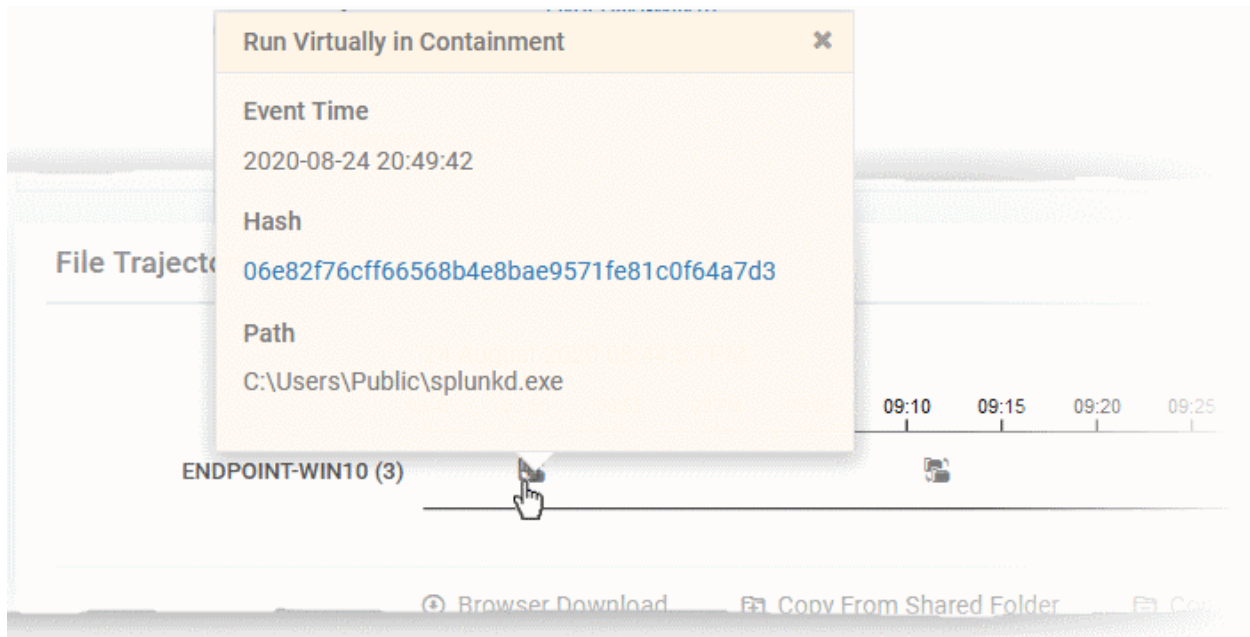 Run Virtually in Containment
Event Time
2020-08-24 20:49:42
Hash
06e82f76cff66568b4e8bae9571fe81c0f64a7d3
File Trajecto
Path
C:\Users\Public\splunkd.exe
09:10 09:15 09:20 09:25
ENDPOINT-WIN10 (3)
Browser Download Copy From Shared Folder